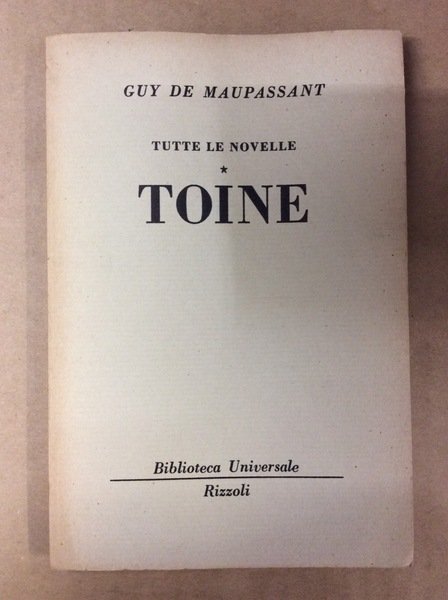 GUY DE MAUPASSANT
TUTTE LE NOVELLE
★
TOINE
Biblioteca Universale
Rizzoli